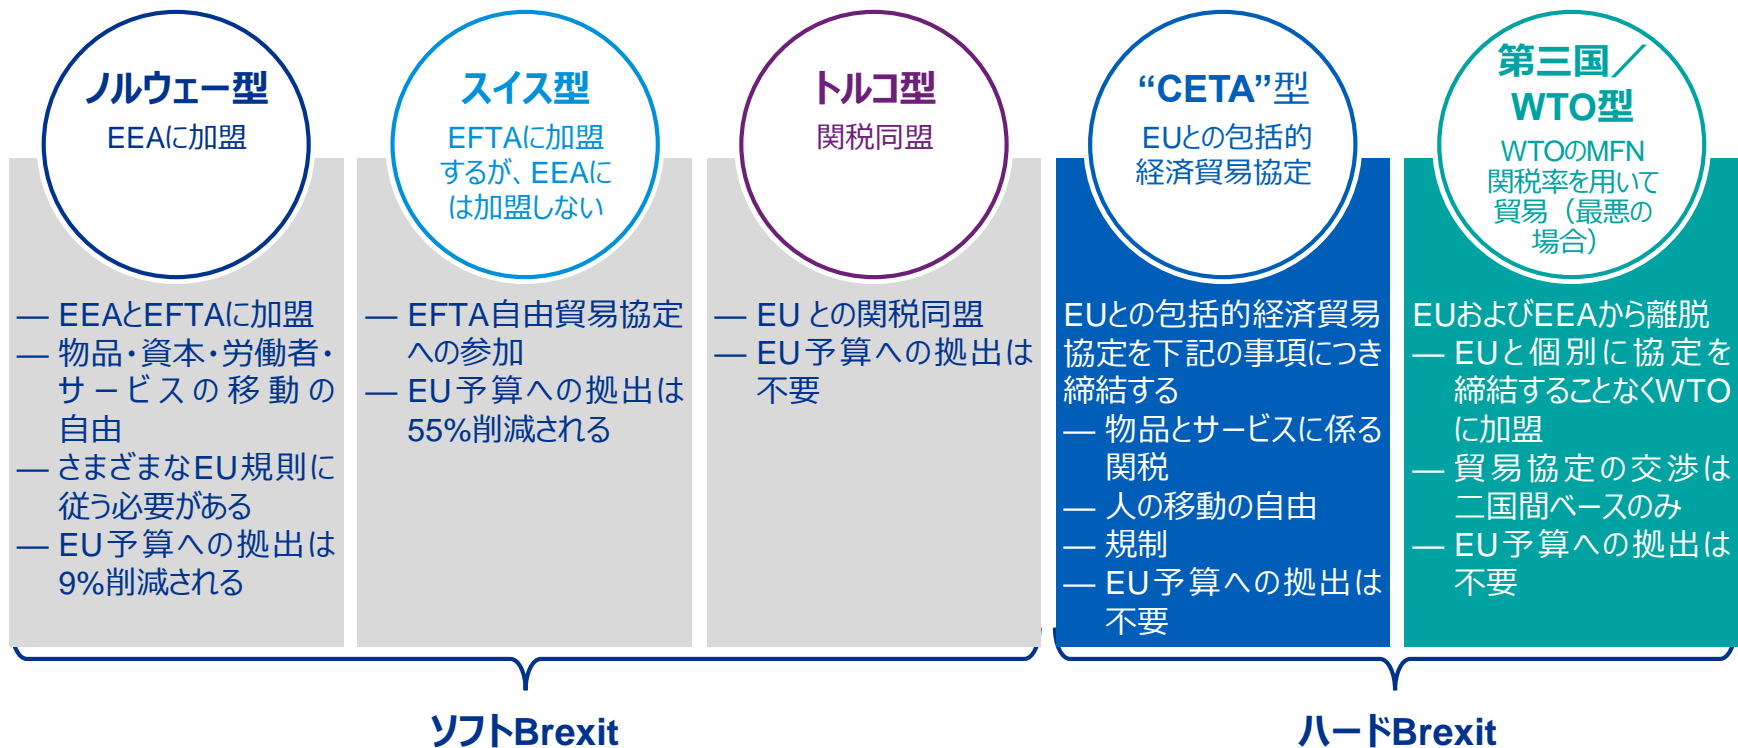 ノルウェー型
EEAに加盟
― EEAとEFTAに加盟
― 物品・資本・労働者・
サービスの移動の
自由
― さまざまなEU規則に
従う必要がある
― EU予算への拠出は
9%削減される
スイス型
EFTAに加盟
するが、EEAに
は加盟しない
― EFTA自由貿易協定
への参加
― EU予算への拠出は
55%削減される
トルコ型
関税同盟
― EU との関税同盟
― EU予算への拠出は
不要
“CETA”型
EUとの包括的
経済貿易協定
EUとの包括的経済貿易
協定を下記の事項につき
締結する
― 物品とサービスに係る
関税
― 人の移動の自由
― 規制
― EU予算への拠出は
不要
第三国／
WTO型
WTOのMFN
関税率を用いて
貿易（最悪の
場合）
EUおよびEEAから離脱
― EUと個別に協定を
締結することなくWTO
に加盟
― 貿易協定の交渉は
二国間ベースのみ
― EU予算への拠出は
不要
ソフトBrexit
ハードBrexit